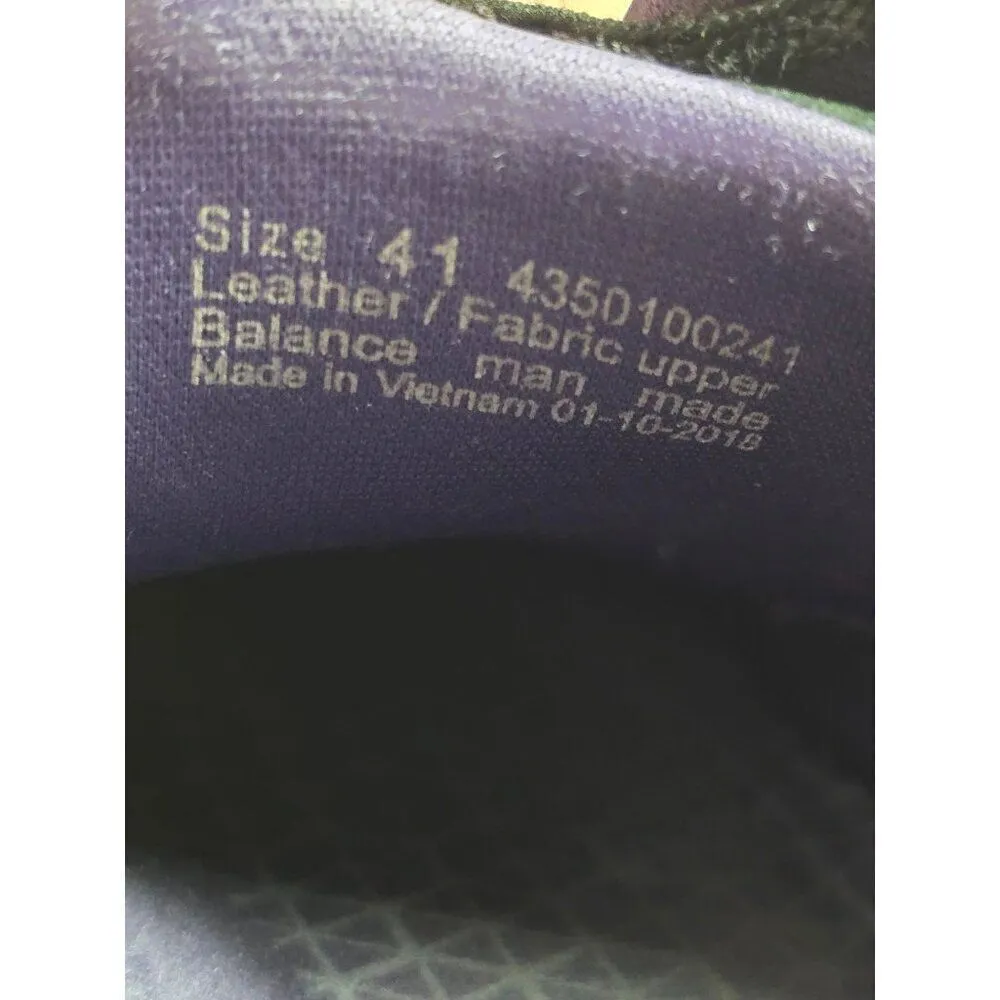 Size 41 4350100241
Leather / Fabric upper
Balance man made
Made in Vietnam 01-10-2018